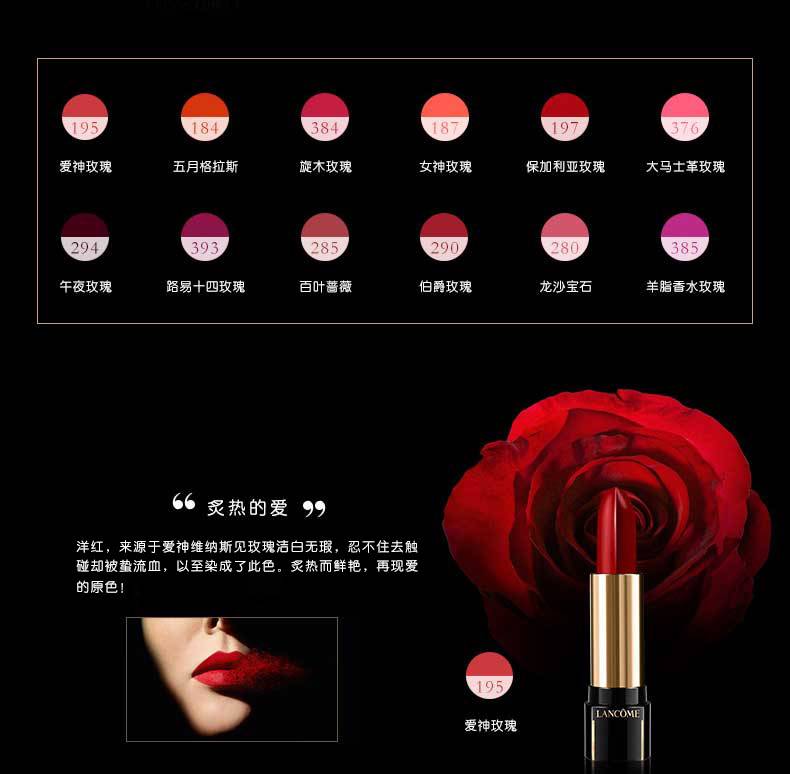 195 184 384 187 197 376
爱神玫瑰 五月格拉斯 旋木玫瑰 女神玫瑰 保加利亚玫瑰 大马士革玫瑰
294 393 285 290 280 385
午夜玫瑰 路易十四玫瑰 百叶蔷薇 伯爵玫瑰 龙沙宝石 羊脂香水玫瑰
“ 炙热的爱 ”
洋红，来源于爱神维纳斯见玫瑰洁白无瑕，忍不住去触
碰却被蛰流血，以至染成了此色。炙热而鲜艳，再现爱
的原色！
195
爱神玫瑰
LANCÔME